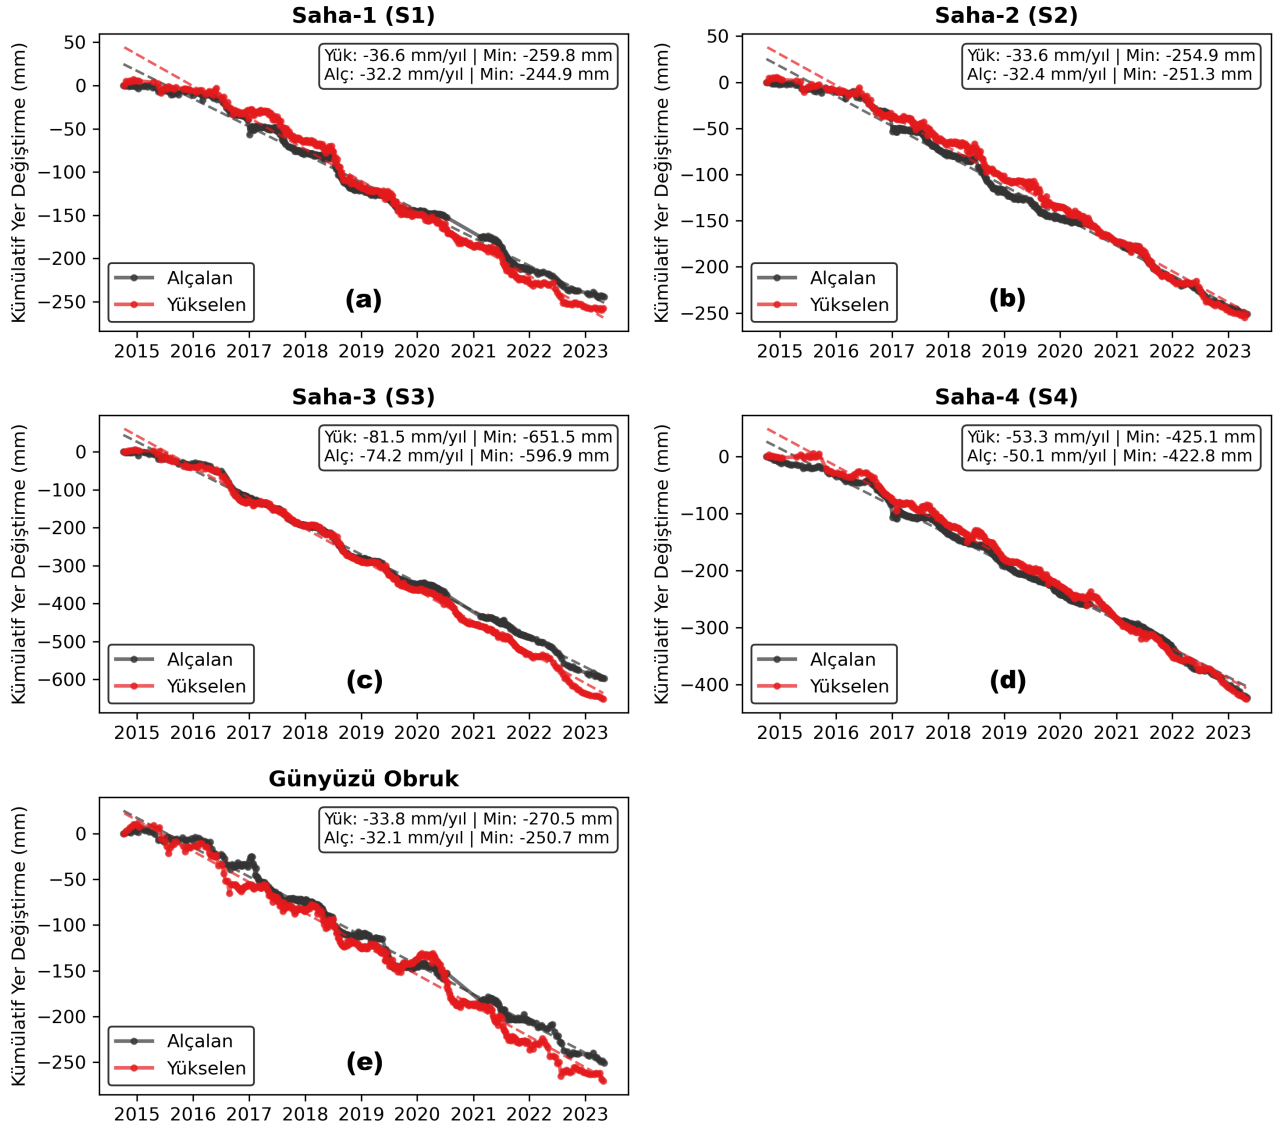 Saha-1 (S1)
Kümülatif Yer Değiştirme (mm)
50
0
−50
−100
−150
−200
−250
Yük: -36.6 mm/yıl | Min: -259.8 mm
Alç: -32.2 mm/yıl | Min: -244.9 mm
Alçalan
Yükselen
(a)
2015 2016 2017 2018 2019 2020 2021 2022 2023
Saha-2 (S2)
Kümülatif Yer Değiştirme (mm)
50
0
−50
−100
−150
−200
−250
Yük: -33.6 mm/yıl | Min: -254.9 mm
Alç: -32.4 mm/yıl | Min: -251.3 mm
Alçalan
Yükselen
(b)
2015 2016 2017 2018 2019 2020 2021 2022 2023
Saha-3 (S3)
Kümülatif Yer Değiştirme (mm)
0
−100
−200
−300
−400
−500
−600
Yük: -81.5 mm/yıl | Min: -651.5 mm
Alç: -74.2 mm/yıl | Min: -596.9 mm
Alçalan
Yükselen
(c)
2015 2016 2017 2018 2019 2020 2021 2022 2023
Saha-4 (S4)
Kümülatif Yer Değiştirme (mm)
0
−100
−200
−300
−400
Yük: -53.3 mm/yıl | Min: -425.1 mm
Alç: -50.1 mm/yıl | Min: -422.8 mm
Alçalan
Yükselen
(d)
2015 2016 2017 2018 2019 2020 2021 2022 2023
Günyüzü Obruk
Kümülatif Yer Değiştirme (mm)
0
−50
−100
−150
−200
−250
Yük: -33.8 mm/yıl | Min: -270.5 mm
Alç: -32.1 mm/yıl | Min: -250.7 mm
Alçalan
Yükselen
(e)
2015 2016 2017 2018 2019 2020 2021 2022 2023